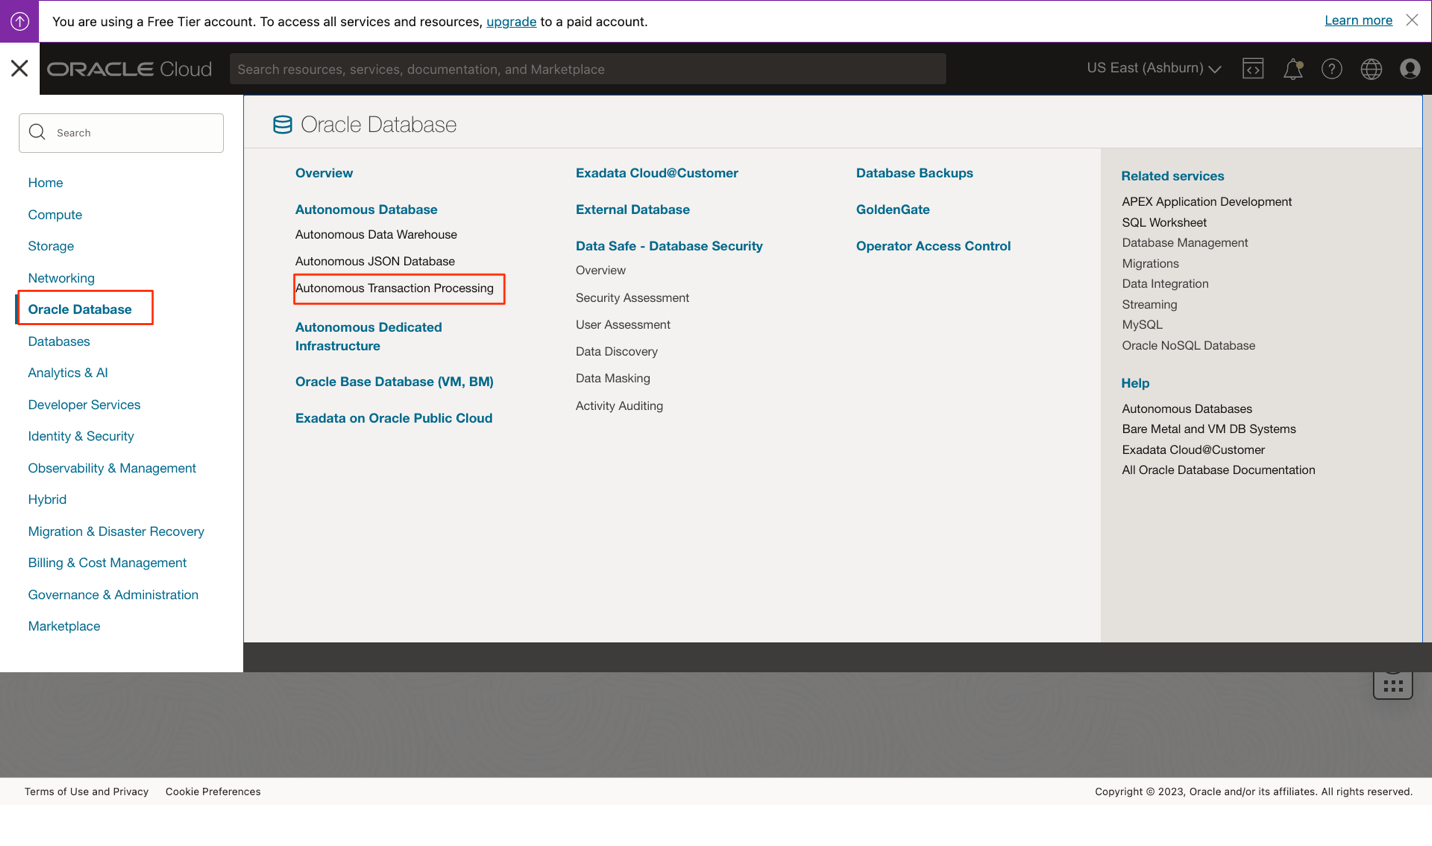 You are using a Free Tier account. To access all services and resources, upgrade to a paid account.
Learn more
ORACLE Cloud
Search resources, services, documentation, and Marketplace
US East (Ashburn)
Search
Home
Compute
Storage
Networking
Oracle Database
Databases
Analytics & AI
Developer Services
Identity & Security
Observability & Management
Hybrid
Migration & Disaster Recovery
Billing & Cost Management
Governance & Administration
Marketplace
Oracle Database
Overview
Autonomous Database
Autonomous Data Warehouse
Autonomous JSON Database
Autonomous Transaction Processing
Autonomous Dedicated
Infrastructure
Oracle Base Database (VM, BM)
Exadata on Oracle Public Cloud
Exadata Cloud@Customer
External Database
Data Safe - Database Security
Overview
Security Assessment
User Assessment
Data Discovery
Data Masking
Activity Auditing
Database Backups
GoldenGate
Operator Access Control
Related services
APEX Application Development
SQL Worksheet
Database Management
Migrations
Data Integration
Streaming
MySQL
Oracle NoSQL Database
Help
Autonomous Databases
Bare Metal and VM DB Systems
Exadata Cloud@Customer
All Oracle Database Documentation
Terms of Use and Privacy
Cookie Preferences
Copyright © 2023, Oracle and/or its affiliates. All rights reserved.